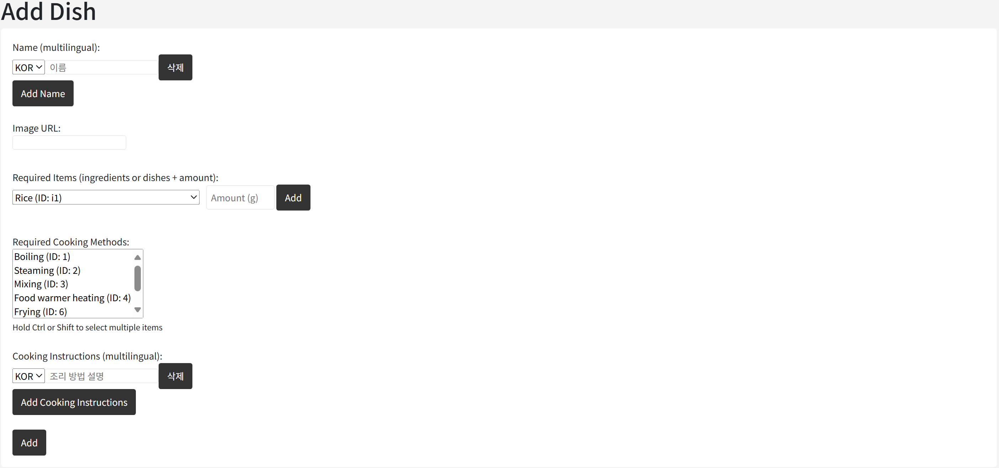 Add Dish
Name (multilingual):
KOR 이름 삭제
Add Name
Image URL:
Required Items (ingredients or dishes + amount):
Rice (ID: i1) Amount (g) Add
Required Cooking Methods:
Boiling (ID: 1)
Steaming (ID: 2)
Mixing (ID: 3)
Food warmer heating (ID: 4)
Frying (ID: 6)
Hold Ctrl or Shift to select multiple items
Cooking Instructions (multilingual):
KOR 조리 방법 설명 삭제
Add Cooking Instructions
Add